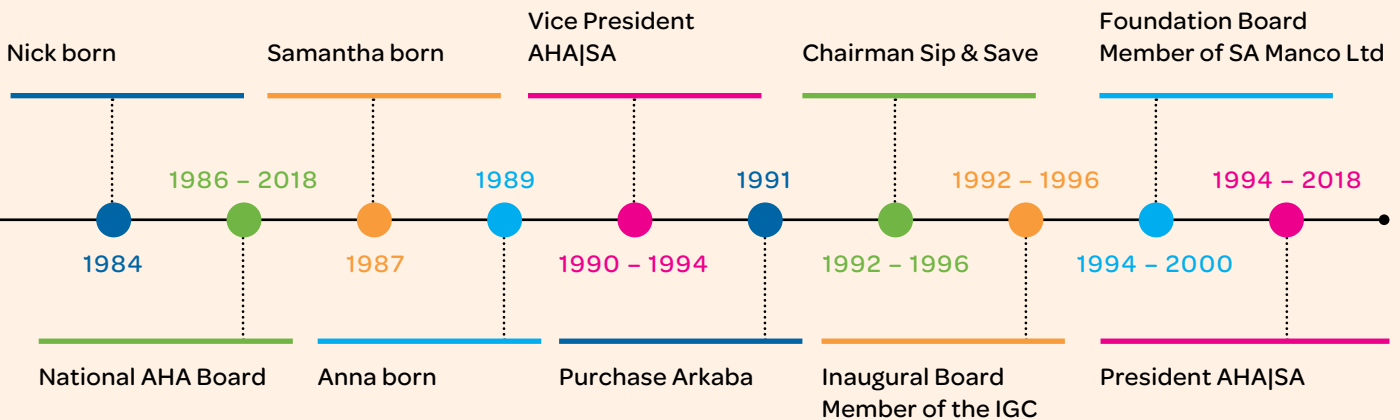 Nick born
Samantha born
Vice President
AHA|SA
Chairman Sip & Save
Foundation Board
Member of SA Manco Ltd
1986 – 2018
1989
1991
1992 – 1996
1994 – 2018
1984
1987
1990 – 1994
1992 – 1996
1994 – 2000
National AHA Board
Anna born
Purchase Arkaba
Inaugural Board
Member of the IGC
President AHA|SA